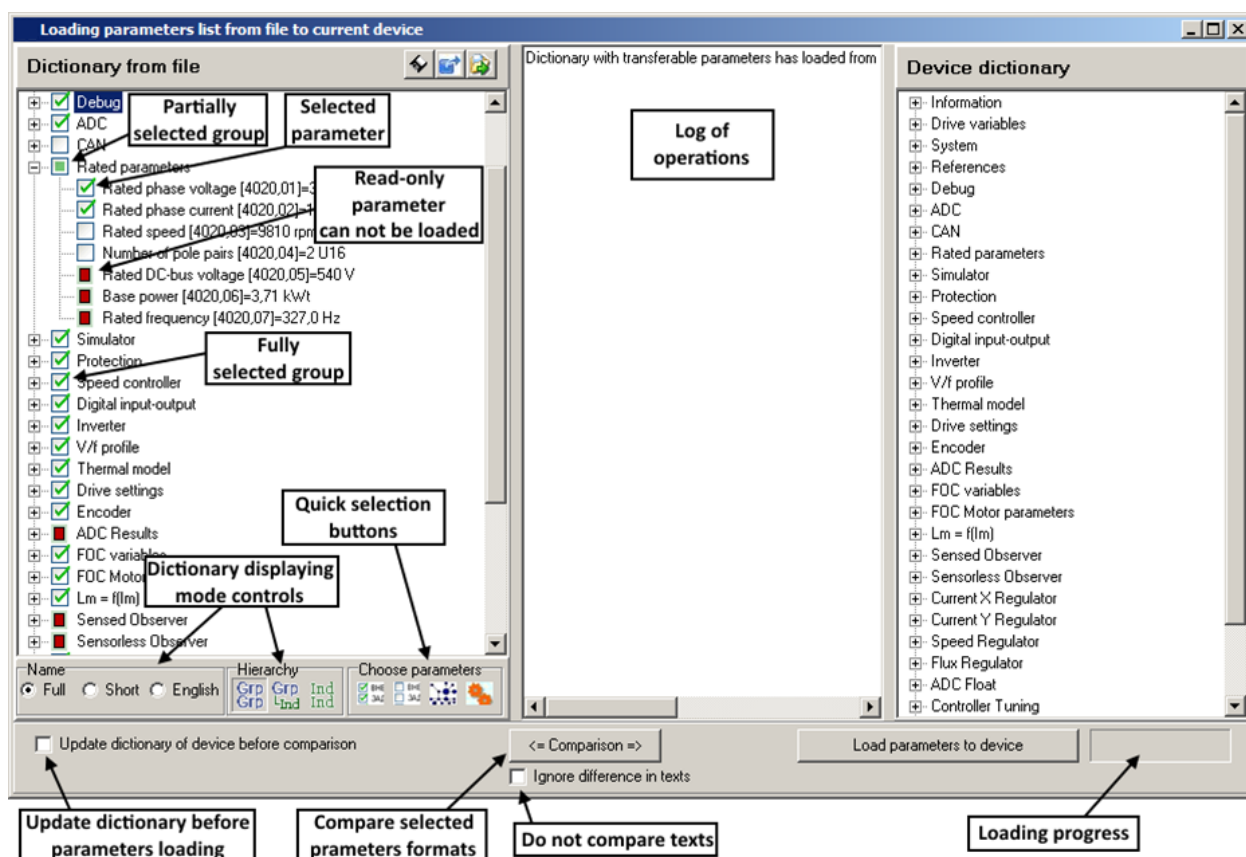 Loading parameters list from file to current device
Dictionary from file
Debug
ADC
CAN
Rated parameters
Rated phase voltage [4020,01]=3
Rated phase current [4020,02]=1
Rated speed [4020,03]=9810 rpm
Number of pole pairs [4020,04]=2 U16
Rated DC-bus voltage [4020,05]=540 V
Base power [4020,06]=3,71 kWt
Rated frequency [4020,07]=327,0 Hz
Simulator
Protection
Speed controller
Digital input-output
Inverter
V/f profile
Thermal model
Drive settings
Encoder
ADC Results
FOC variables
FOC Motor
Lm = f(Im)
Sensed Observer
Sensorless Observer
Partially
selected group
Selected
parameter
Read-only
parameter
can not be loaded
Fully
selected group
Quick selection
buttons
Dictionary displaying
mode controls
Name
Full Short English
Hierarchy
Grp Grp Ind
Grp Ind Ind
Choose parameters
Dictionary with transferable parameters has loaded from
Log of
operations
Device dictionary
Information
Drive variables
System
References
Debug
ADC
CAN
Rated parameters
Simulator
Protection
Speed controller
Digital input-output
Inverter
V/f profile
Thermal model
Drive settings
Encoder
ADC Results
FOC variables
FOC Motor parameters
Lm = f(Im)
Sensed Observer
Sensorless Observer
Current X Regulator
Current Y Regulator
Speed Regulator
Flux Regulator
ADC Float
Controller Tuning
Update dictionary of device before comparison
<= Comparison =>
Load parameters to device
Ignore difference in texts
Update dictionary before
parameters loading
Compare selected
prameters formats
Do not compare texts
Loading progress